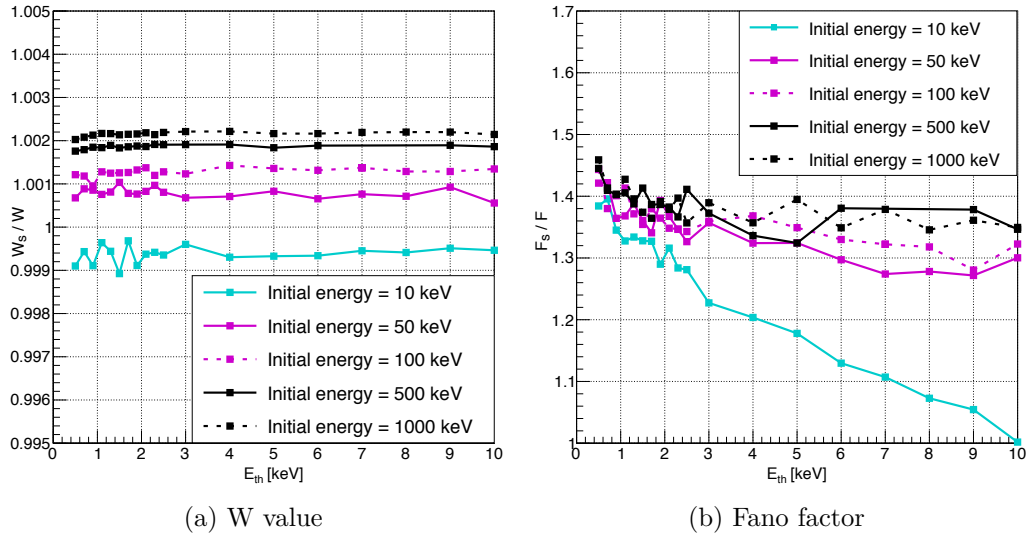 1.005
1.004
1.003
1.002
1.001
1
0.999
0.998
0.997
0.996
0.995
W_s / W
Initial energy = 10 keV
Initial energy = 50 keV
Initial energy = 100 keV
Initial energy = 500 keV
Initial energy = 1000 keV
0 1 2 3 4 5 6 7 8 9 10
E_th [keV]
(a) W value
1.7
1.6
1.5
1.4
1.3
1.2
1.1
1
F_s / F
Initial energy = 10 keV
Initial energy = 50 keV
Initial energy = 100 keV
Initial energy = 500 keV
Initial energy = 1000 keV
0 1 2 3 4 5 6 7 8 9 10
E_th [keV]
(b) Fano factor